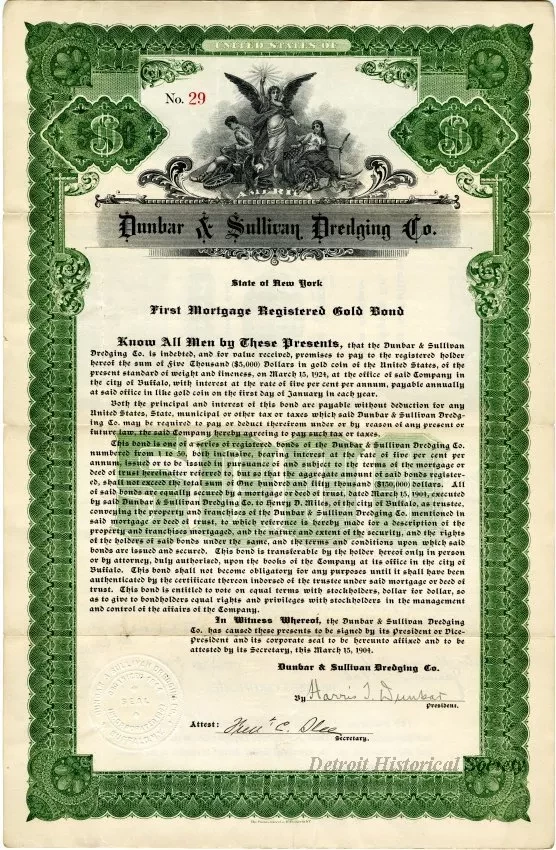 UNITED STATES OF
No. 29
5000
5000
AMERICA
Dunbar & Sullivan Dredging Co.
State of New York
First Mortgage Registered Gold Bond
Know All Men by These Presents, that the Dunbar & Sullivan
Dredging Co. is indebted, and for value received, promises to pay to the registered holder
hereof the sum of Five Thousand ($5,000) Dollars in gold coin of the United States, of the
present standard of weight and fineness, on March 15, 1924, at the office of said Company in
the city of Buffalo, with interest at the rate of five per cent per annum, payable annually
at said office in like gold coin on the first day of January in each year.
Both the principal and interest of this bond are payable without deduction for any
United States, State, municipal or other tax or taxes which said Dunbar & Sullivan Dredg-
ing Co. may be required to pay or deduct therefrom under or by reason of any present or
future law, the said Company hereby agreeing to pay such tax or taxes.
This bond is one of a series of registered bonds of the Dunbar & Sullivan Dredging Co.
numbered from 1 to 30, both inclusive, bearing interest at the rate of five per cent per
annum, issued or to be issued in pursuance of and subject to the terms of the mortgage or
deed of trust hereinafter referred to, but so that the aggregate amount of said bonds register-
ed, shall not exceed the total sum of One hundred and fifty thousand ($150,000) dollars. All
of said bonds are equally secured by a mortgage or deed of trust, dated March 15, 1904, executed
by said Dunbar & Sullivan Dredging Co. to Henry D. Miles, of the city of Buffalo, as trustee,
conveying the property and franchises of the Dunbar & Sullivan Dredging Co. mentioned in
said mortgage or deed of trust, to which reference is hereby made for a description of the
property and franchises mortgaged, and the nature and extent of the security, and the rights
of the holders of said bonds under the same, and the terms and conditions upon which said
bonds are issued and secured. This bond is transferable by the holder hereof only in person
or by attorney, duly authorised, upon the books of the Company at its office in the city of
Buffalo. This bond shall not become obligatory for any purposes until it shall have been
authenticated by the certificate thereon indorsed of the trustee under said mortgage or deed of
trust. This bond is entitled to vote on equal terms with stockholders, dollar for dollar, so
as to give to bondholders equal rights and privileges with stockholders in the management
and control of the affairs of the Company.
In Witness Whereof, the Dunbar & Sullivan Dredging
Co. has caused these presents to be signed by its President or Vice-
President and its corporate seal to be hereunto affixed and to be
attested by its Secretary, this March 15, 1904.
Dunbar & Sullivan Dredging Co.
By Harris T. Dunbar
President.
Attest:
Secretary.
Detroit Historical Society